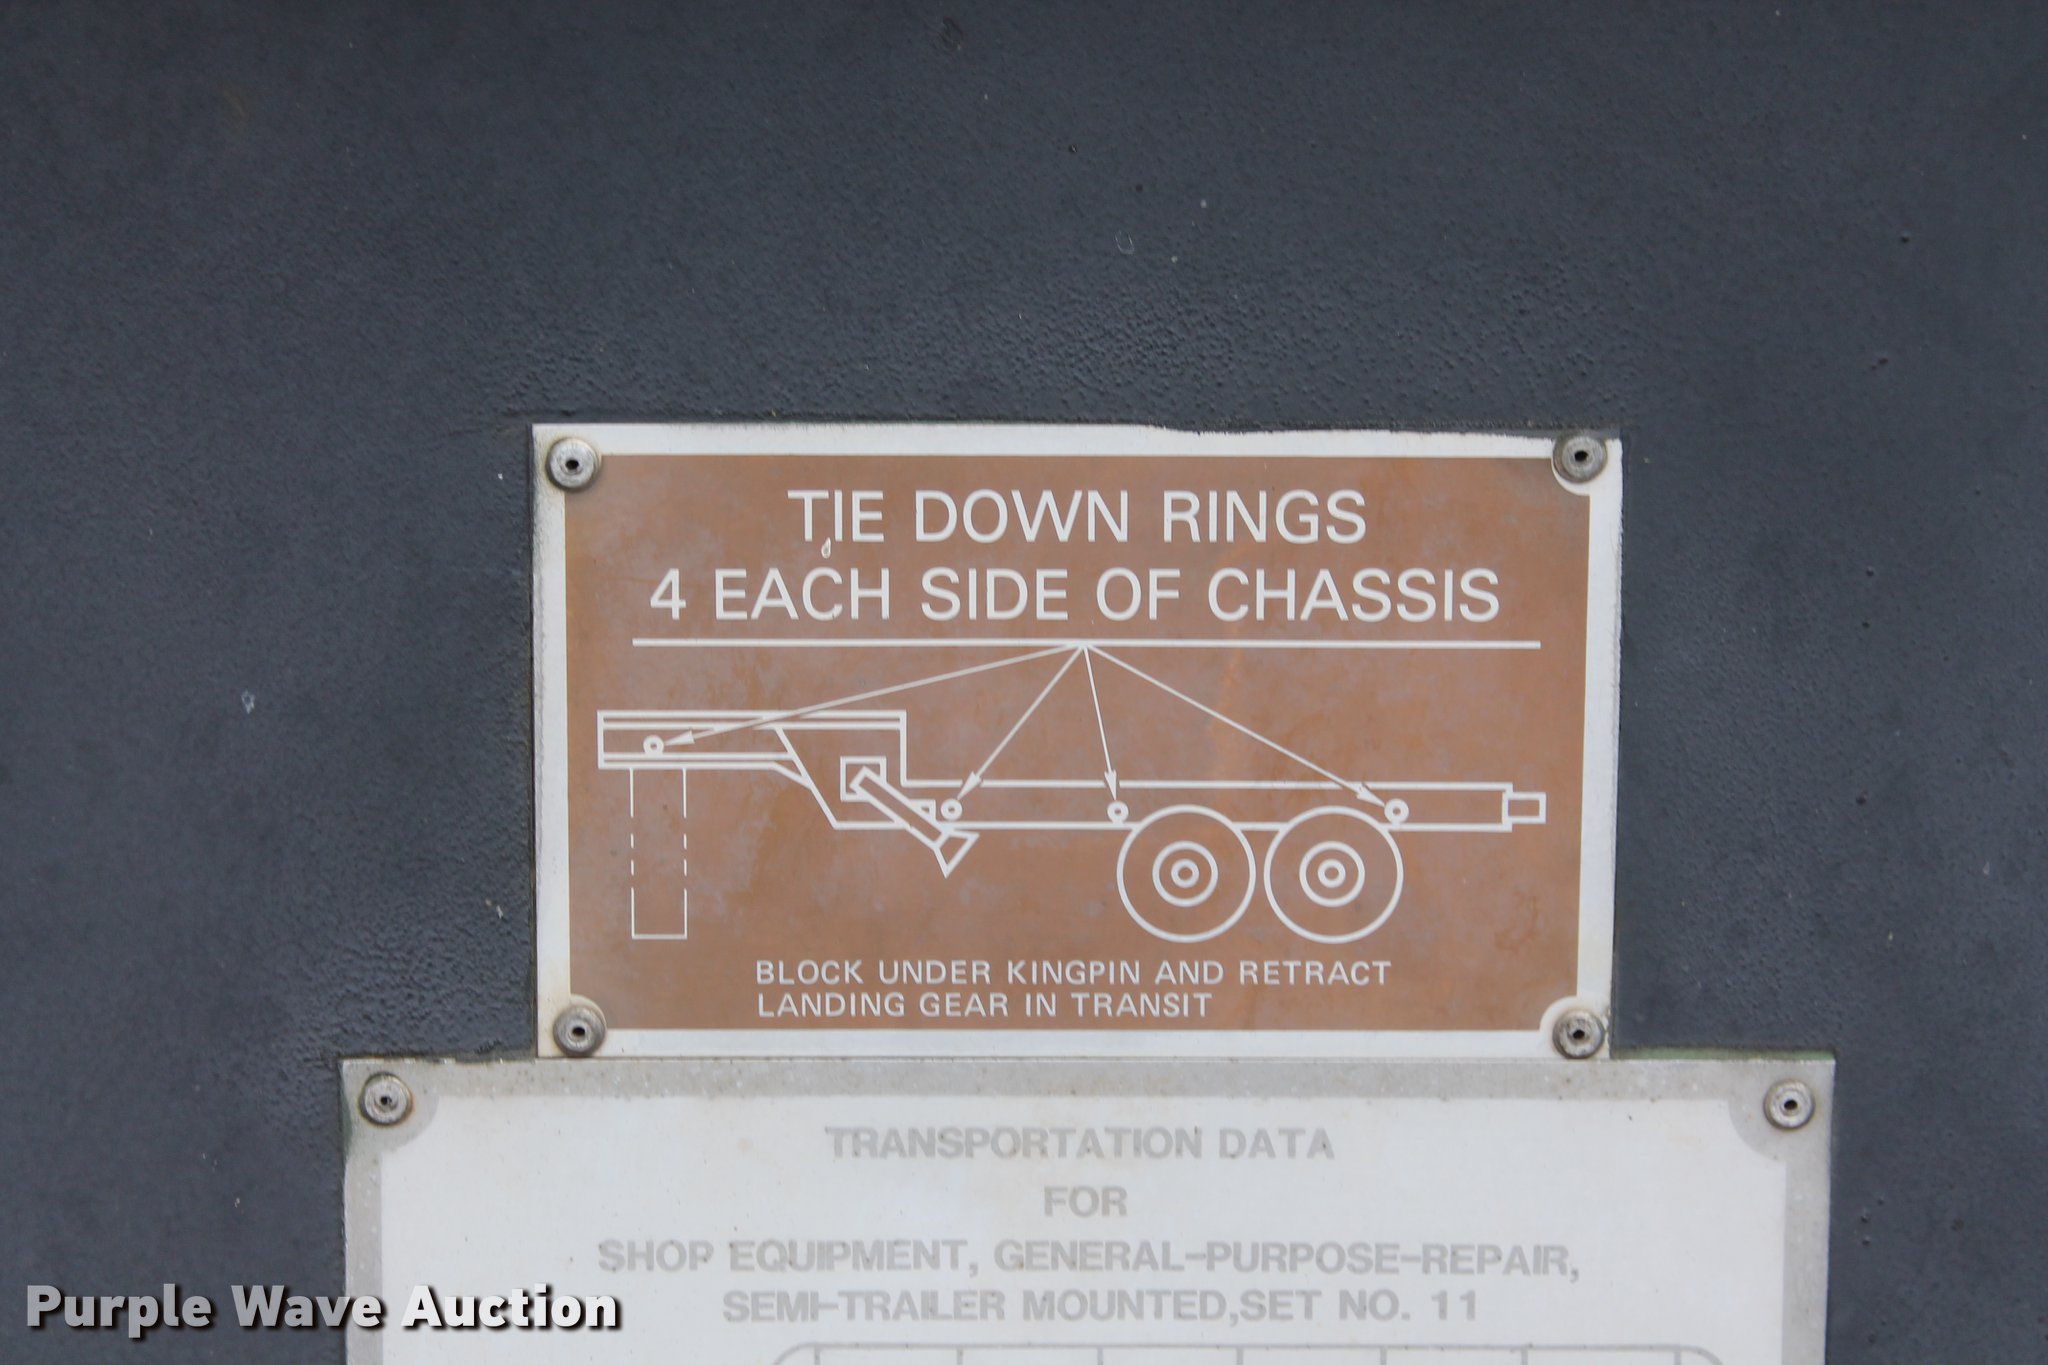 TIE DOWN RINGS
4 EACH SIDE OF CHASSIS
BLOCK UNDER KINGPIN AND RETRACT
LANDING GEAR IN TRANSIT
TRANSPORTATION DATA
FOR
SHOP EQUIPMENT, GENERAL-PURPOSE-REPAIR,
SEMI-TRAILER MOUNTED,SET NO. 11
Purple Wave Auction